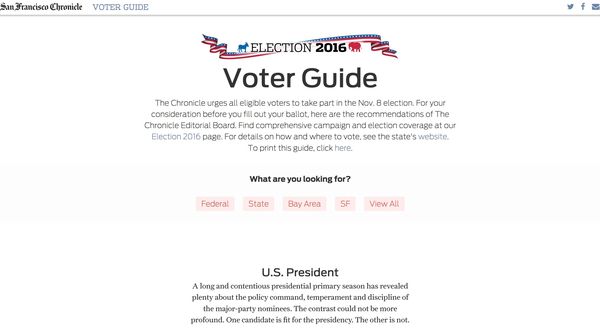 San Francisco Chronicle VOTER GUIDE
ELECTION 2016
Voter Guide
The Chronicle urges all eligible voters to take part in the Nov. 8 election. For your
consideration before you fill out your ballot, here are the recommendations of The
Chronicle Editorial Board. Find comprehensive campaign and election coverage at our
Election 2016 page. For details on how and where to vote, see the state's website.
To print this guide, click here.
What are you looking for?
Federal State Bay Area SF View All
U.S. President
A long and contentious presidential primary season has revealed
plenty about the policy command, temperament and discipline of
the major-party nominees. The contrast could not be more
profound. One candidate is fit for the presidency. The other is not.